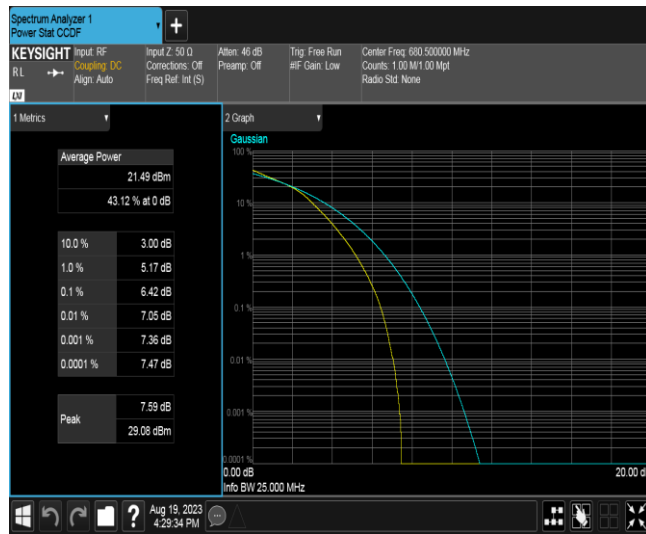 Spectrum Analyzer 1
Power Stat CCDF
+
KEYSIGHT
RL
LXI
Input: RF
Coupling: DC
Align: Auto
Input Z: 50 Ω
Corrections: Off
Freq Ref: Int (S)
Atten: 46 dB
Preamp: Off
Trig: Free Run
#IF Gain: Low
Center Freq: 680.500000 MHz
Counts: 1.00 M/1.00 Mpt
Radio Std: None
1 Metrics
Average Power
21.49 dBm
43.12 % at 0 dB
10.0 % 3.00 dB
1.0 % 5.17 dB
0.1 % 6.42 dB
0.01 % 7.05 dB
0.001 % 7.36 dB
0.0001 % 7.47 dB
Peak
7.59 dB
29.08 dBm
2 Graph
Gaussian
100 %
10 %
1 %
0.1 %
0.01 %
0.001 %
0.0001 %
0.00 dB
20.00 d
Info BW 25.000 MHz
?
Aug 19, 2023
4:29:34 PM